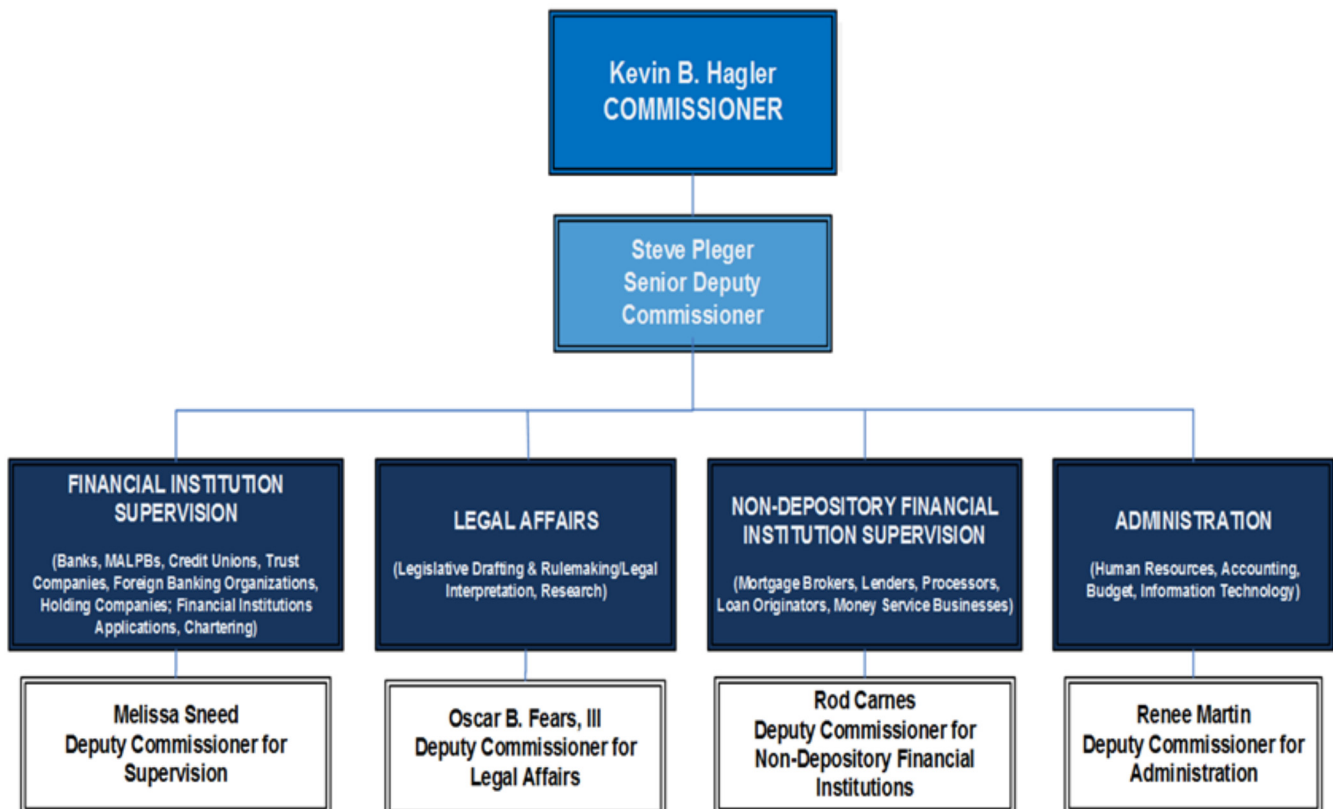 Kevin B. Hagler
COMMISSIONER
Steve Pleger
Senior Deputy
Commissioner
FINANCIAL INSTITUTION
SUPERVISION
(Banks, MALPBs, Credit Unions, Trust
Companies, Foreign Banking Organizations,
Holding Companies; Financial Institutions
Applications, Chartering)
LEGAL AFFAIRS
(Legislative Drafting & Rulemaking/Legal
Interpretation, Research)
NON-DEPOSITORY FINANCIAL
INSTITUTION SUPERVISION
(Mortgage Brokers, Lenders, Processors,
Loan Originators, Money Service Businesses)
ADMINISTRATION
(Human Resources, Accounting,
Budget, Information Technology)
Melissa Sneed
Deputy Commissioner for
Supervision
Oscar B. Fears, III
Deputy Commissioner for
Legal Affairs
Rod Carnes
Deputy Commissioner for
Non-Depository Financial
Institutions
Renee Martin
Deputy Commissioner for
Administration